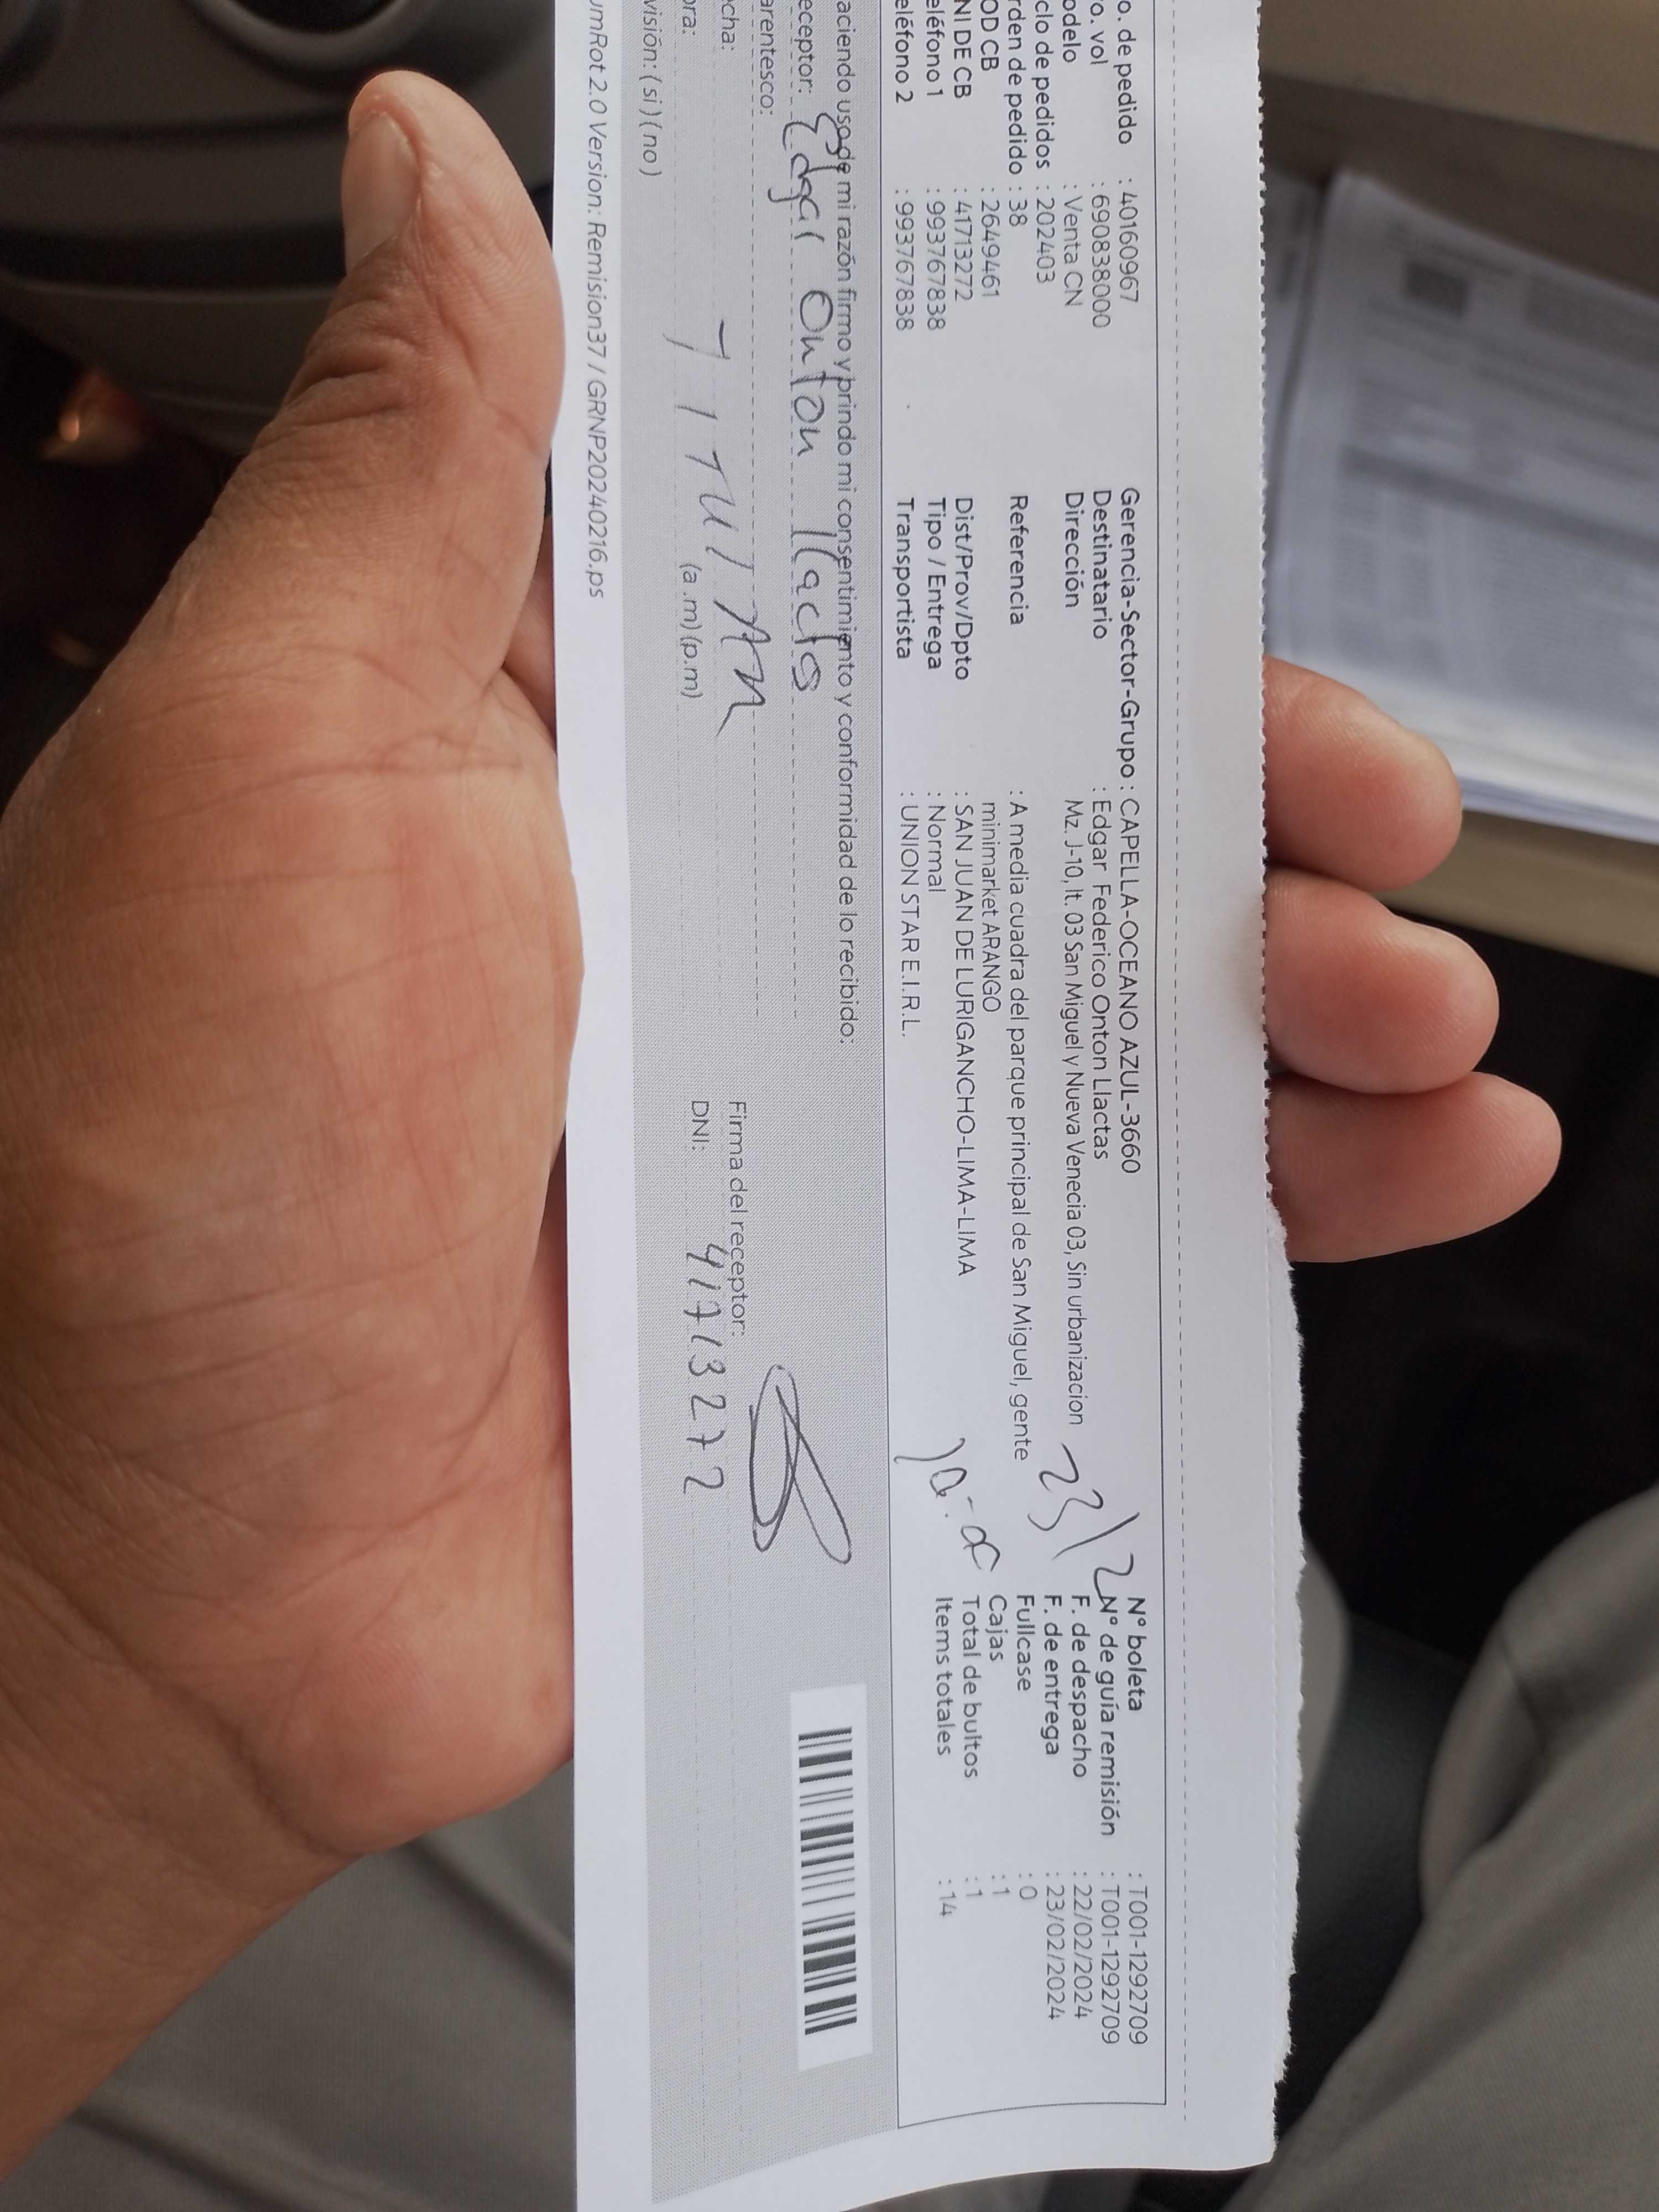 o. de pedido : 40160967
o. vol : 690838000
odelo : Venta CN
clo de pedidos : 202403
rden de pedido : 38
OD CB : 2649461
NI DE CB : 41713272
eléfono 1 : 993767838
eléfono 2 : 993767838
Gerencia-Sector-Grupo : CAPELLA-OCEANO AZUL-3660
Destinatario : Edgar Federico Onton Llactas
Dirección Mz. J-10, lt. 03 San Miguel y Nueva Venecia 03, Sin urbanizacion
Referencia : A media cuadra del parque principal de San Miguel, gente
minimarket ARANGO
Dist/Prov/Dpto : SAN JUAN DE LURIGANCHO-LIMA-LIMA
Tipo / Entrega : Normal
Transportista : UNION STAR E.I.R.L.
23/2
N° boleta : T001-1292709
N° de guía remisión : T001-1292709
F. de despacho : 22/02/2024
F. de entrega : 23/02/2024
Fullcase : 0
Cajas : 1
Total de bultos : 1
Items totales : 14
aciendo uso de mi razón firmo y brindo mi consentimiento y conformidad de lo recibido:
eceptor: Edgar Onton
arentesco: TITULAR
echa:
ora: (a.m) (p.m)
visión: ( si ) ( no )
Firma del receptor:
DNI: 41713272
umRot 2.0 Version: Remision37 / GRNP20240216.ps